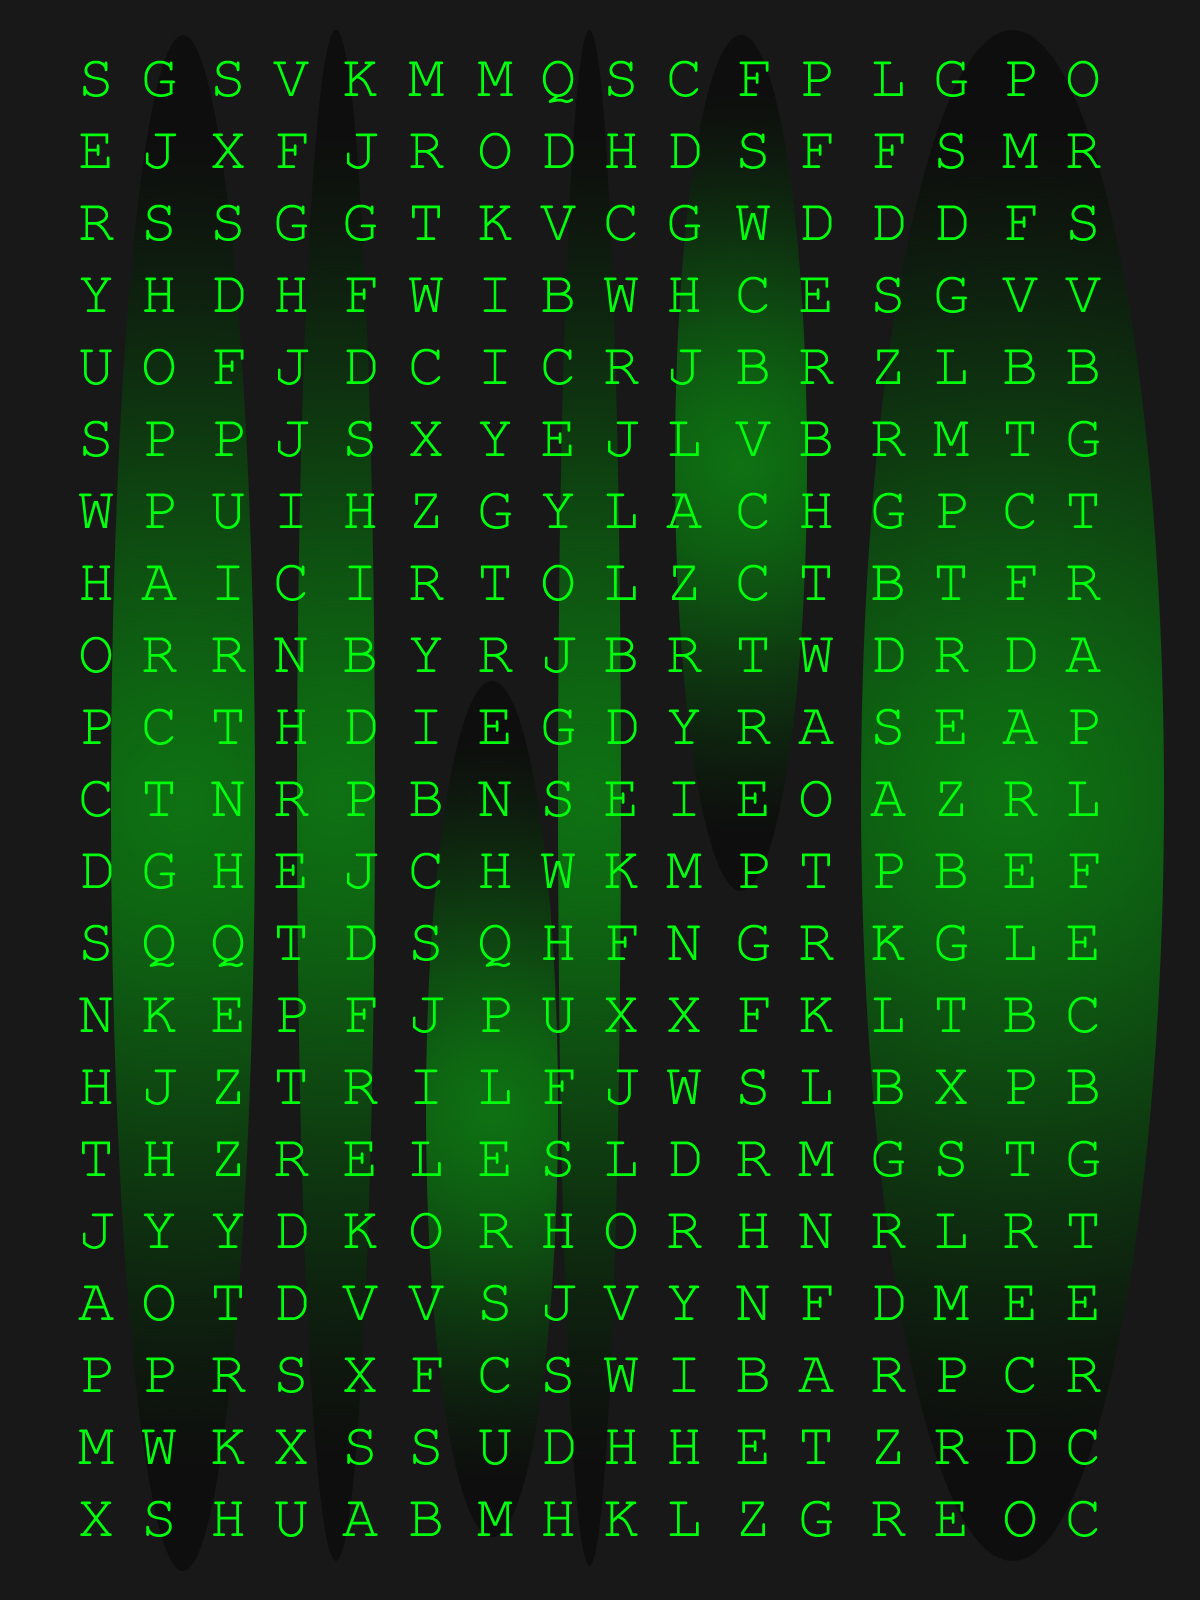 S G S V K M M Q S C F P L G P O
E J X F J R O D H D S F F S M R
R S S G G T K V C G W D D D F S
Y H D H F W I B W H C E S G V V
U O F J D C I C R J B R Z L B B
S P P J S X Y E J L V B R M T G
W P U I H Z G Y L A C H G P C T
H A I C I R T O L Z C T B T F R
O R R N B Y R J B R T W D R D A
P C T H D I E G D Y R A S E A P
C T N R P B N S E I E O A Z R L
D G H E J C H W K M P T P B E F
S Q Q T D S Q H F N G R K G L E
N K E P F J P U X X F K L T B C
H J Z T R I L F J W S L B X P B
T H Z R E L E S L D R M G S T G
J Y Y D K O R H O R H N R L R T
A O T D V V S J V Y N F D M E E
P P R S X F C S W I B A R P C R
M W K X S S U D H H E T Z R D C
X S H U A B M H K L Z G R E O C